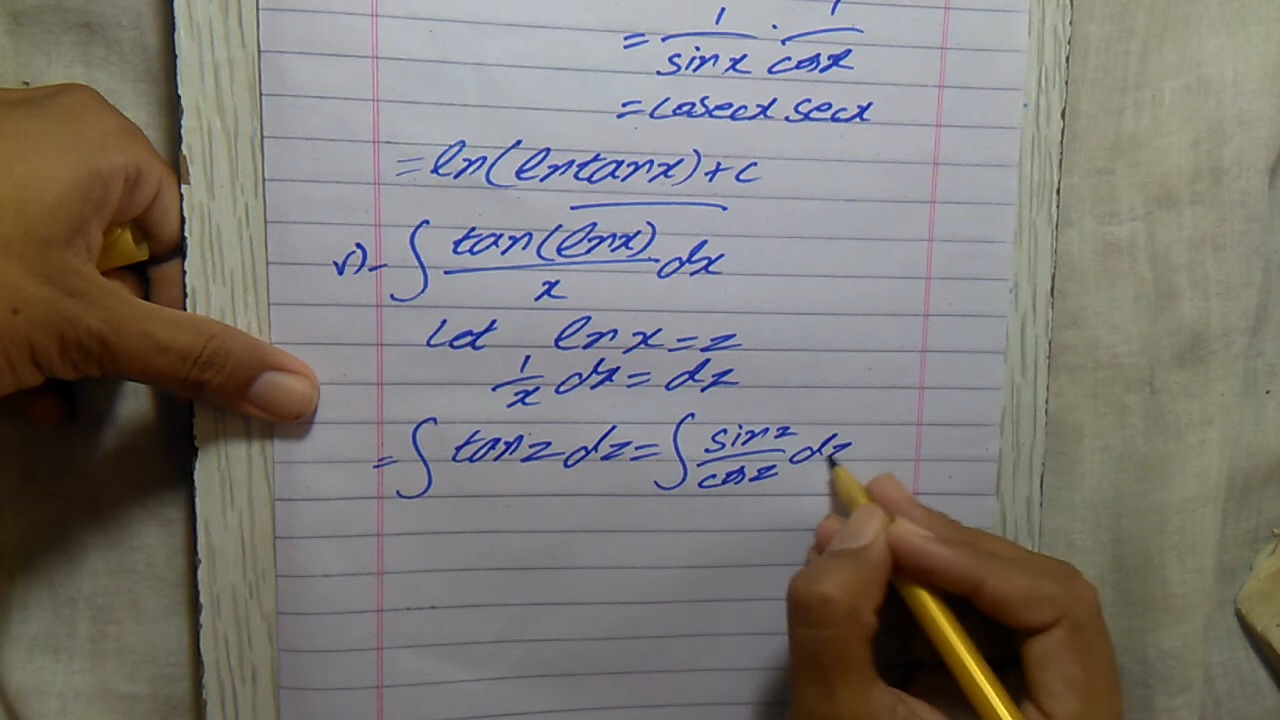 = 1/sinx · 1/cosx
= cosecx secx
= ln(lntanx)+c
v)- ∫ tan(lnx)/x dx
Let lnx = z
1/x dx = dz
= ∫ tanz dz = ∫ sinz/cosz dz